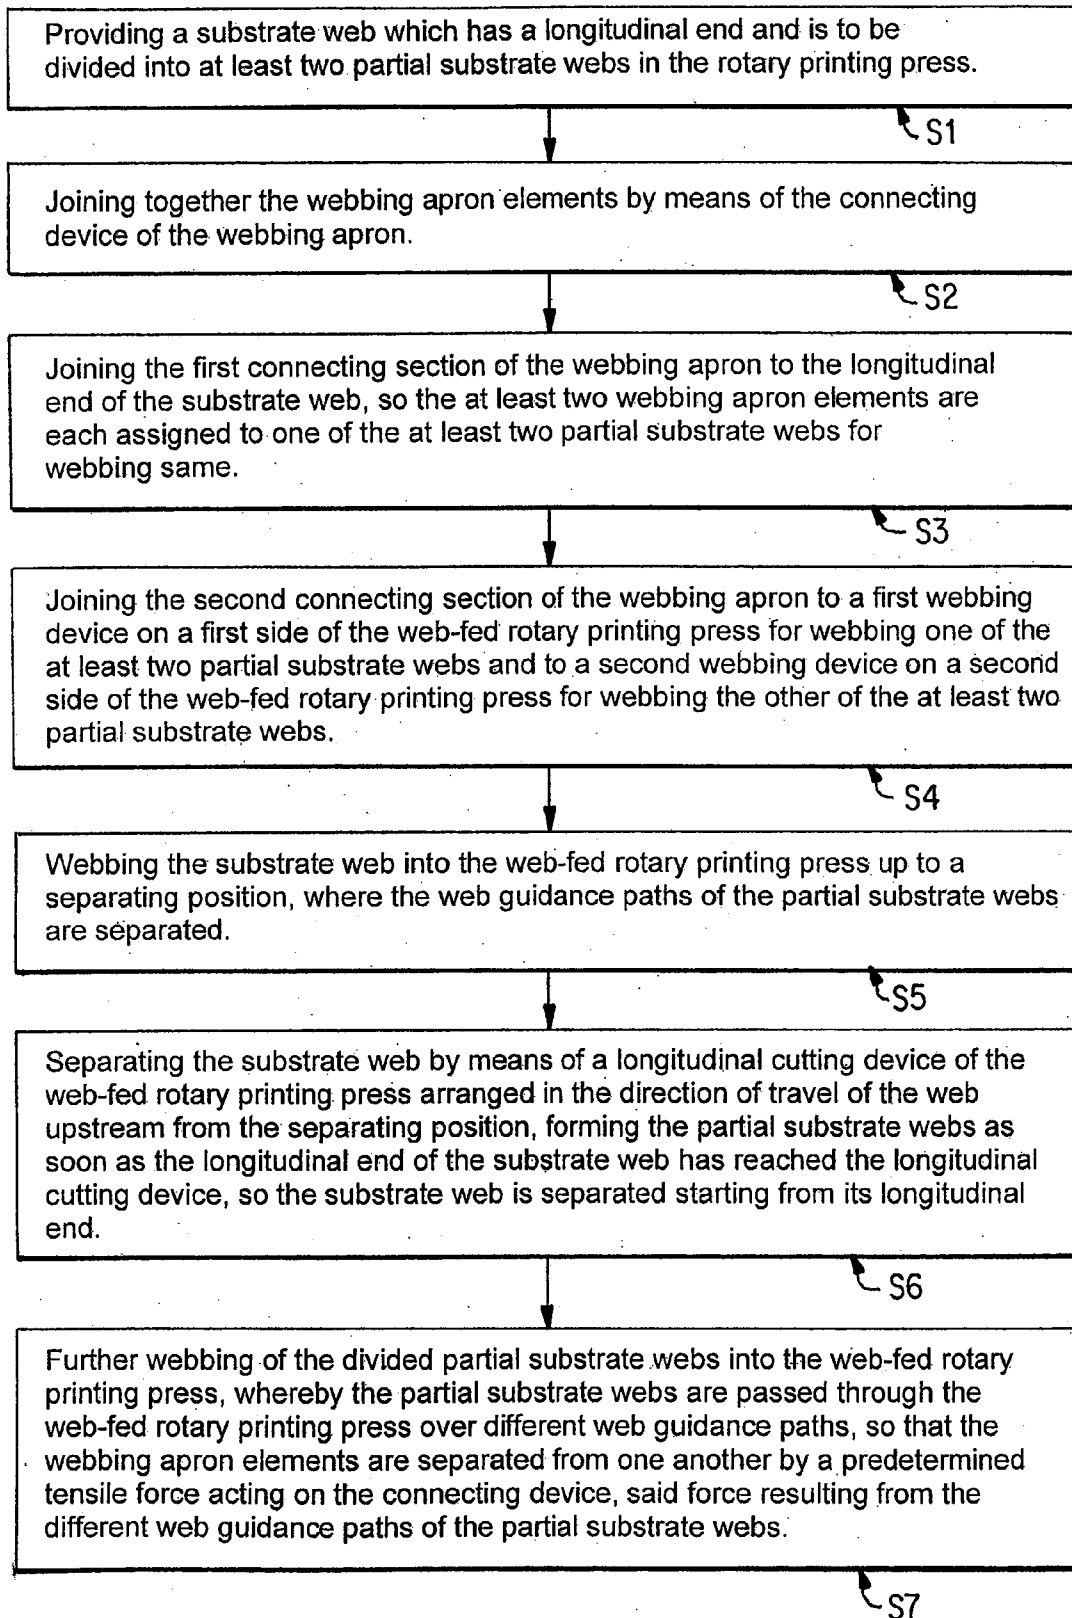 Providing a substrate web which has a longitudinal end and is to be
divided into at least two partial substrate webs in the rotary printing press.
S1
Joining together the webbing apron elements by means of the connecting
device of the webbing apron.
S2
Joining the first connecting section of the webbing apron to the longitudinal
end of the substrate web, so the at least two webbing apron elements are
each assigned to one of the at least two partial substrate webs for
webbing same.
S3
Joining the second connecting section of the webbing apron to a first webbing
device on a first side of the web-fed rotary printing press for webbing one of the
at least two partial substrate webs and to a second webbing device on a second
side of the web-fed rotary printing press for webbing the other of the at least two
partial substrate webs.
S4
Webbing the substrate web into the web-fed rotary printing press up to a
separating position, where the web guidance paths of the partial substrate webs
are separated.
S5
Separating the substrate web by means of a longitudinal cutting device of the
web-fed rotary printing press arranged in the direction of travel of the web
upstream from the separating position, forming the partial substrate webs as
soon as the longitudinal end of the substrate web has reached the longitudinal
cutting device, so the substrate web is separated starting from its longitudinal
end.
S6
Further webbing of the divided partial substrate webs into the web-fed rotary
printing press, whereby the partial substrate webs are passed through the
web-fed rotary printing press over different web guidance paths, so that the
webbing apron elements are separated from one another by a predetermined
tensile force acting on the connecting device, said force resulting from the
different web guidance paths of the partial substrate webs.
S7